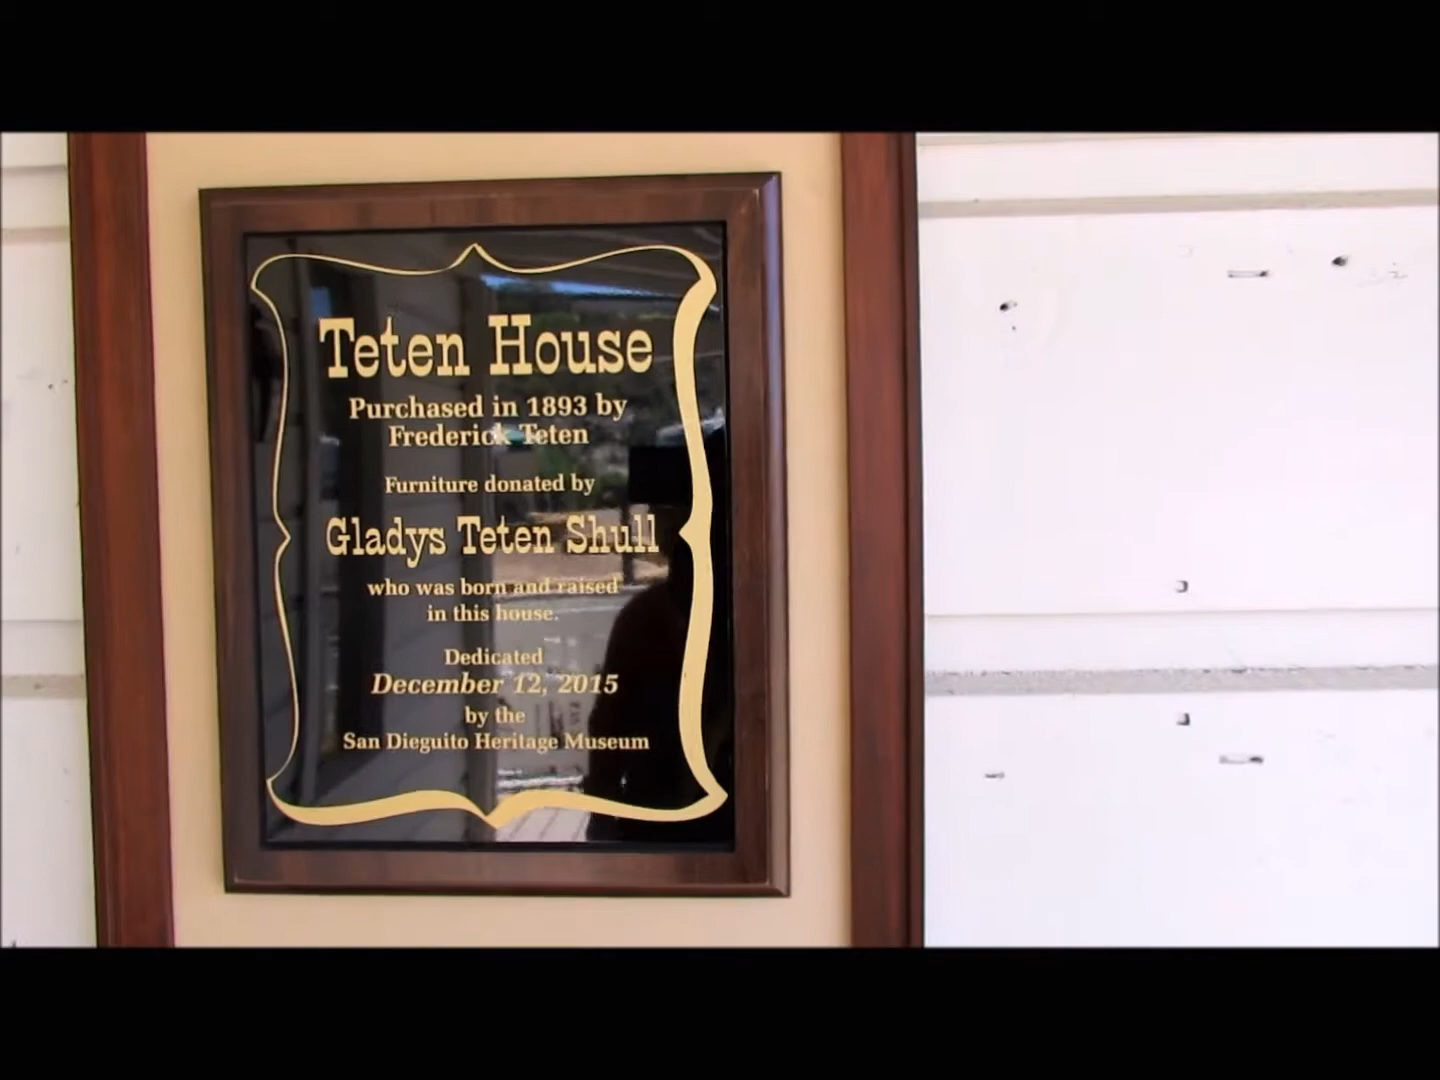 Teten House
Purchased in 1893 by
Frederick Teten
Furniture donated by
Gladys Teten Shull
who was born and raised
in this house.
Dedicated
December 12, 2015
by the
San Dieguito Heritage Museum